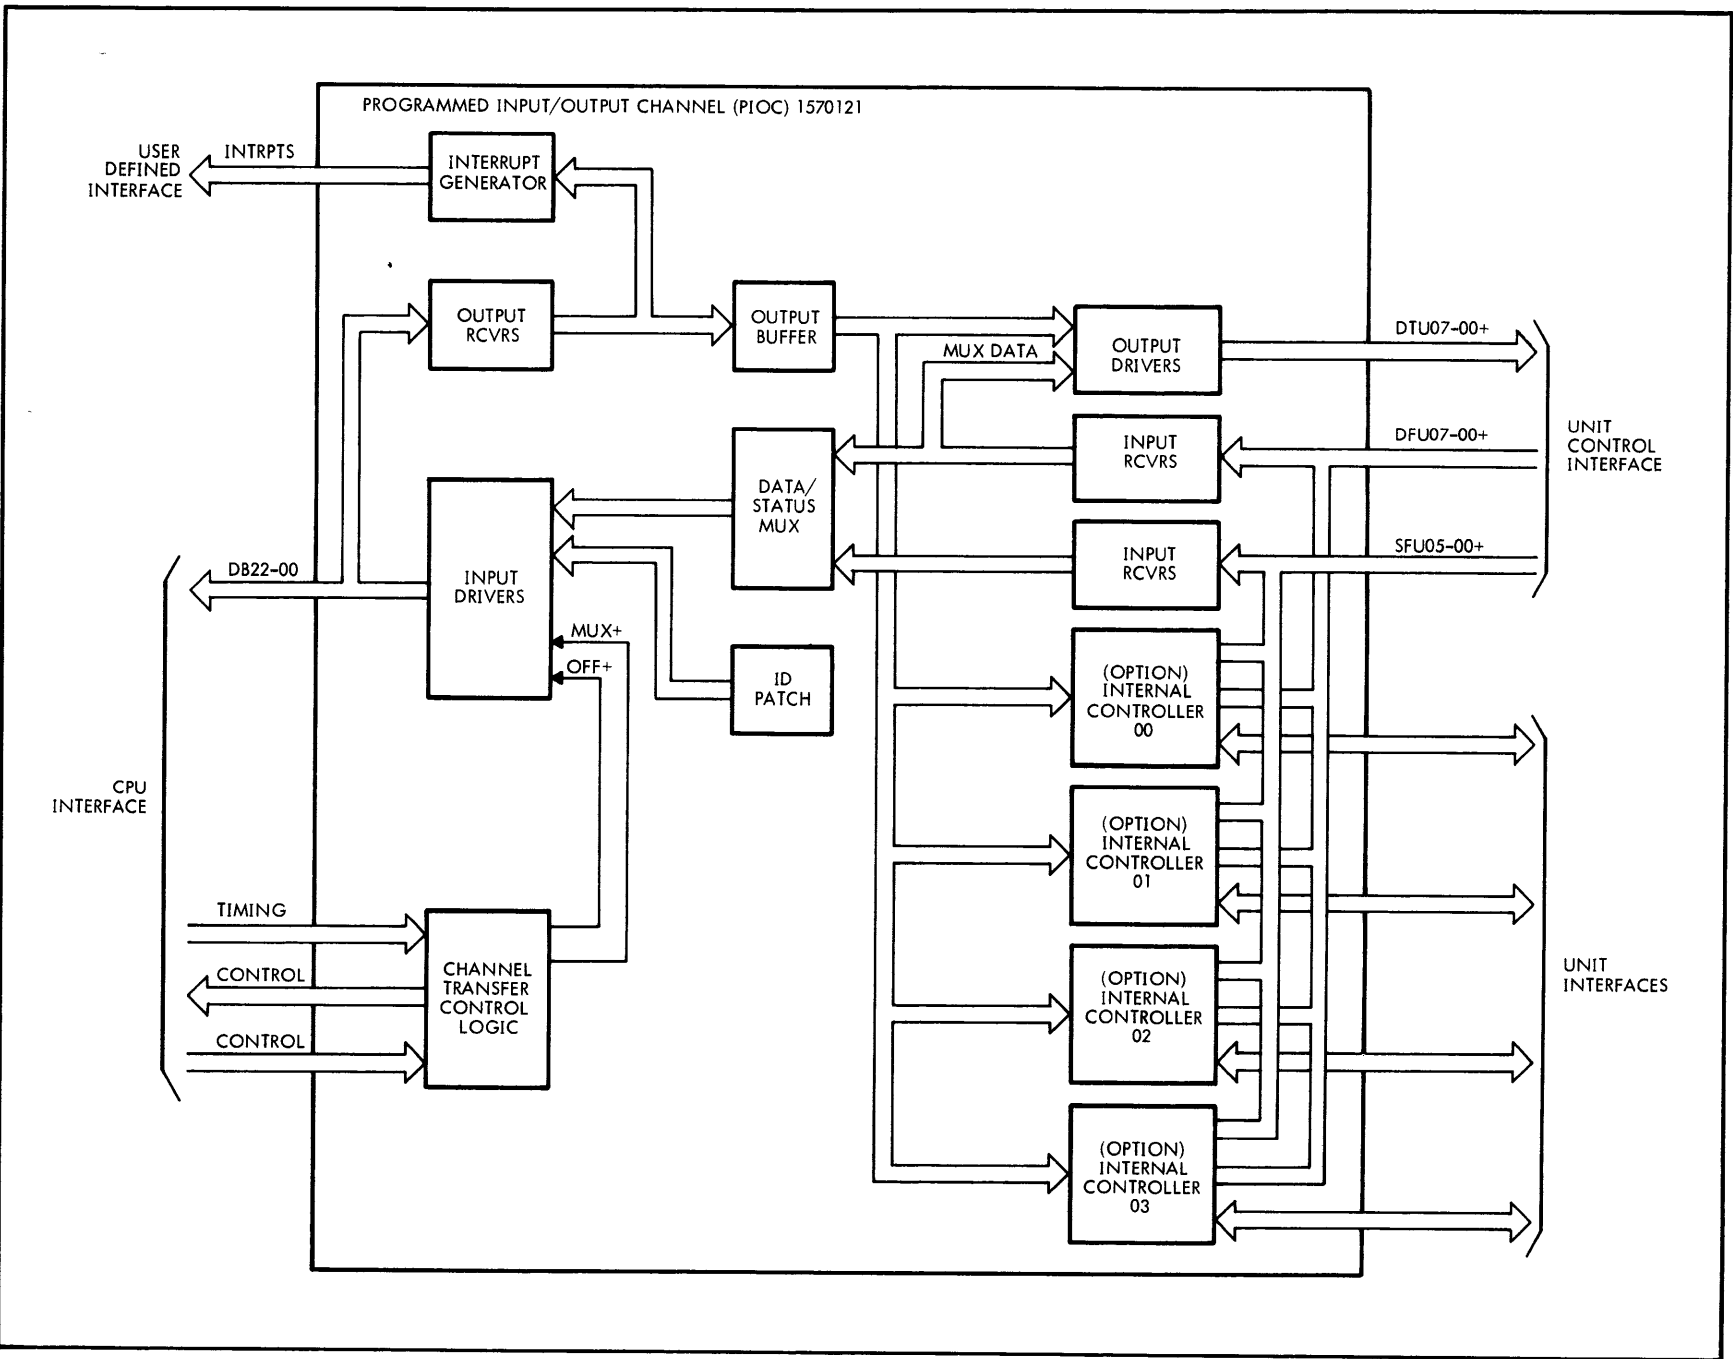 PROGRAMMED INPUT/OUTPUT CHANNEL (PIOC) 1570121
USER
DEFINED
INTERFACE
INTRPTS
INTERRUPT
GENERATOR
OUTPUT
RCVRS
OUTPUT
BUFFER
MUX DATA
OUTPUT
DRIVERS
DTU07-00+
INPUT
RCVRS
DFU07-00+
UNIT
CONTROL
INTERFACE
DATA/
STATUS
MUX
INPUT
RCVRS
SFU05-00+
DB22-00
INPUT
DRIVERS
MUX+
OFF+
ID
PATCH
(OPTION)
INTERNAL
CONTROLLER
00
CPU
INTERFACE
(OPTION)
INTERNAL
CONTROLLER
01
TIMING
CONTROL
CONTROL
CHANNEL
TRANSFER
CONTROL
LOGIC
(OPTION)
INTERNAL
CONTROLLER
02
UNIT
INTERFACES
(OPTION)
INTERNAL
CONTROLLER
03